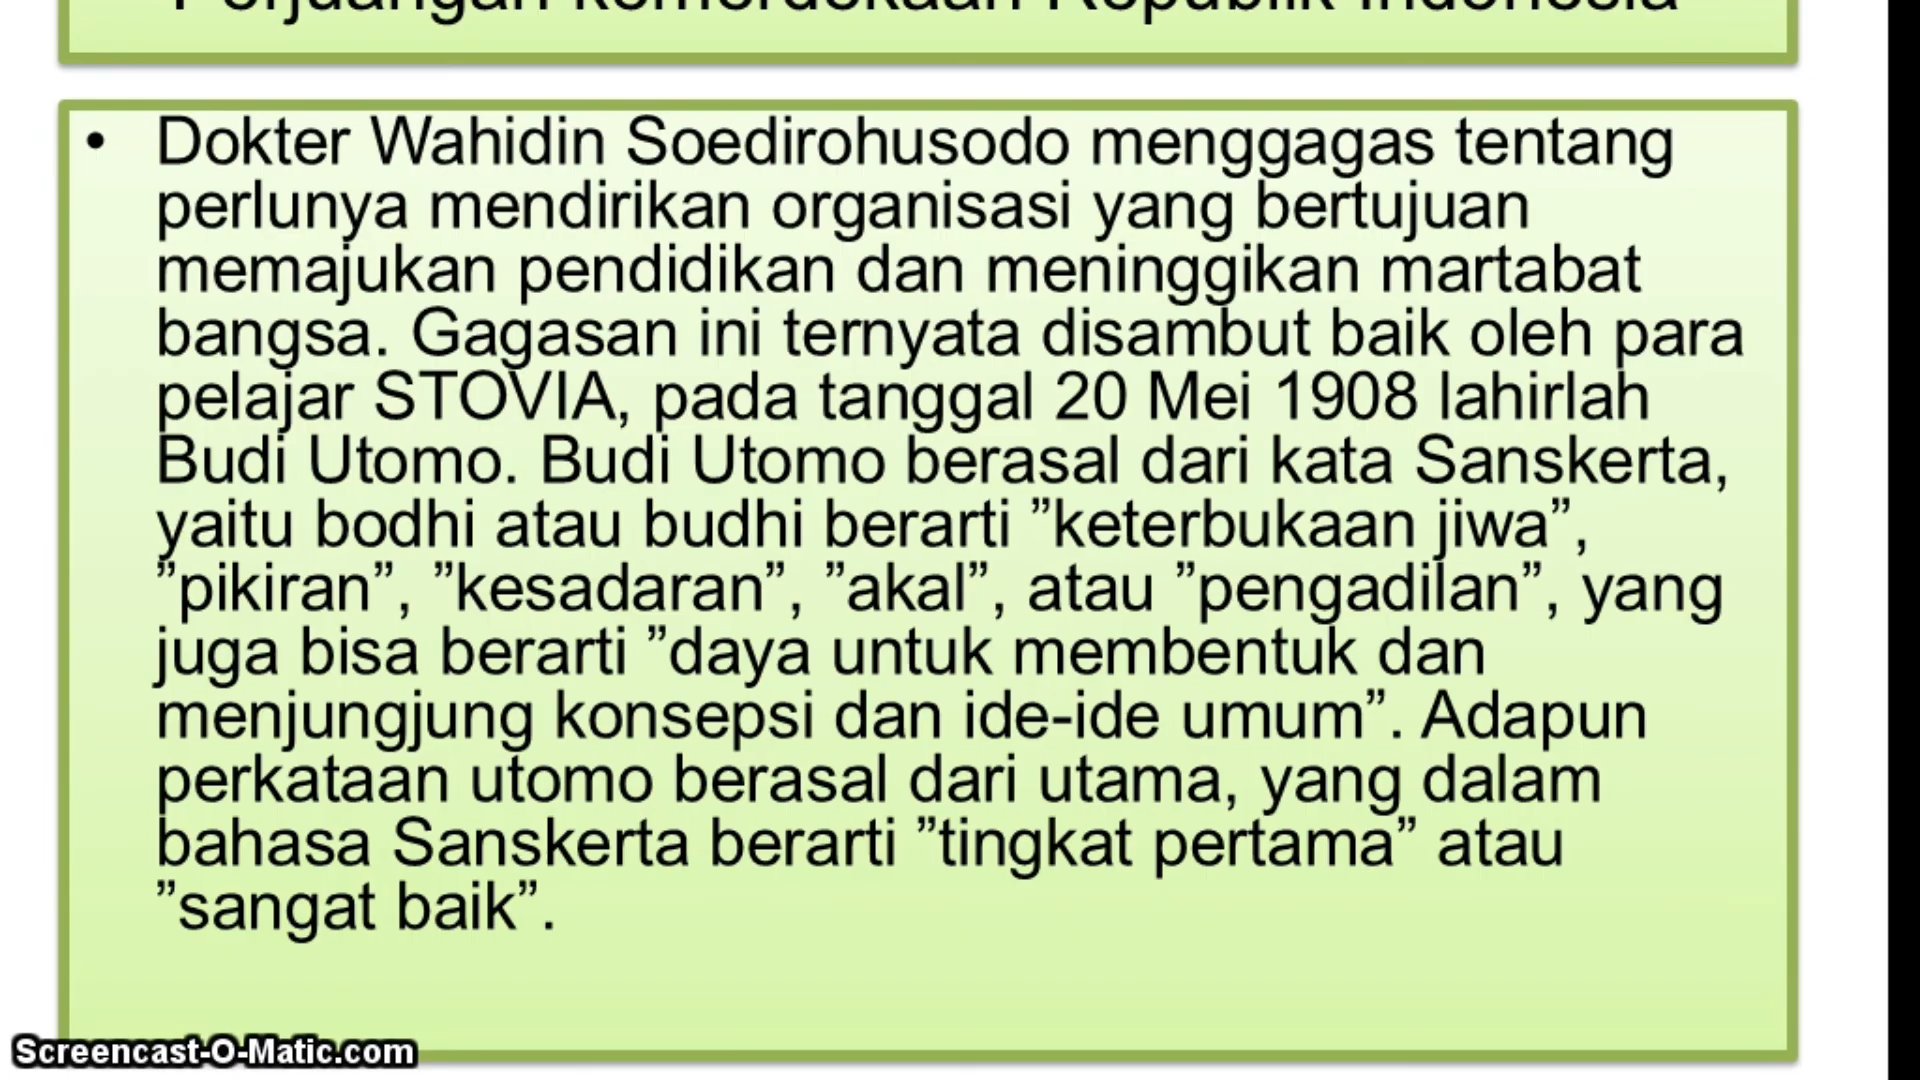 Perjuangan kemerdekaan Republik Indonesia
• Dokter Wahidin Soedirohusodo menggagas tentang
perlunya mendirikan organisasi yang bertujuan
memajukan pendidikan dan meninggikan martabat
bangsa. Gagasan ini ternyata disambut baik oleh para
pelajar STOVIA, pada tanggal 20 Mei 1908 lahirlah
Budi Utomo. Budi Utomo berasal dari kata Sanskerta,
yaitu bodhi atau budhi berarti ”keterbukaan jiwa”,
”pikiran”, ”kesadaran”, ”akal”, atau ”pengadilan”, yang
juga bisa berarti ”daya untuk membentuk dan
menjungjung konsepsi dan ide-ide umum”. Adapun
perkataan utomo berasal dari utama, yang dalam
bahasa Sanskerta berarti ”tingkat pertama” atau
”sangat baik”.
Screencast-O-Matic.com